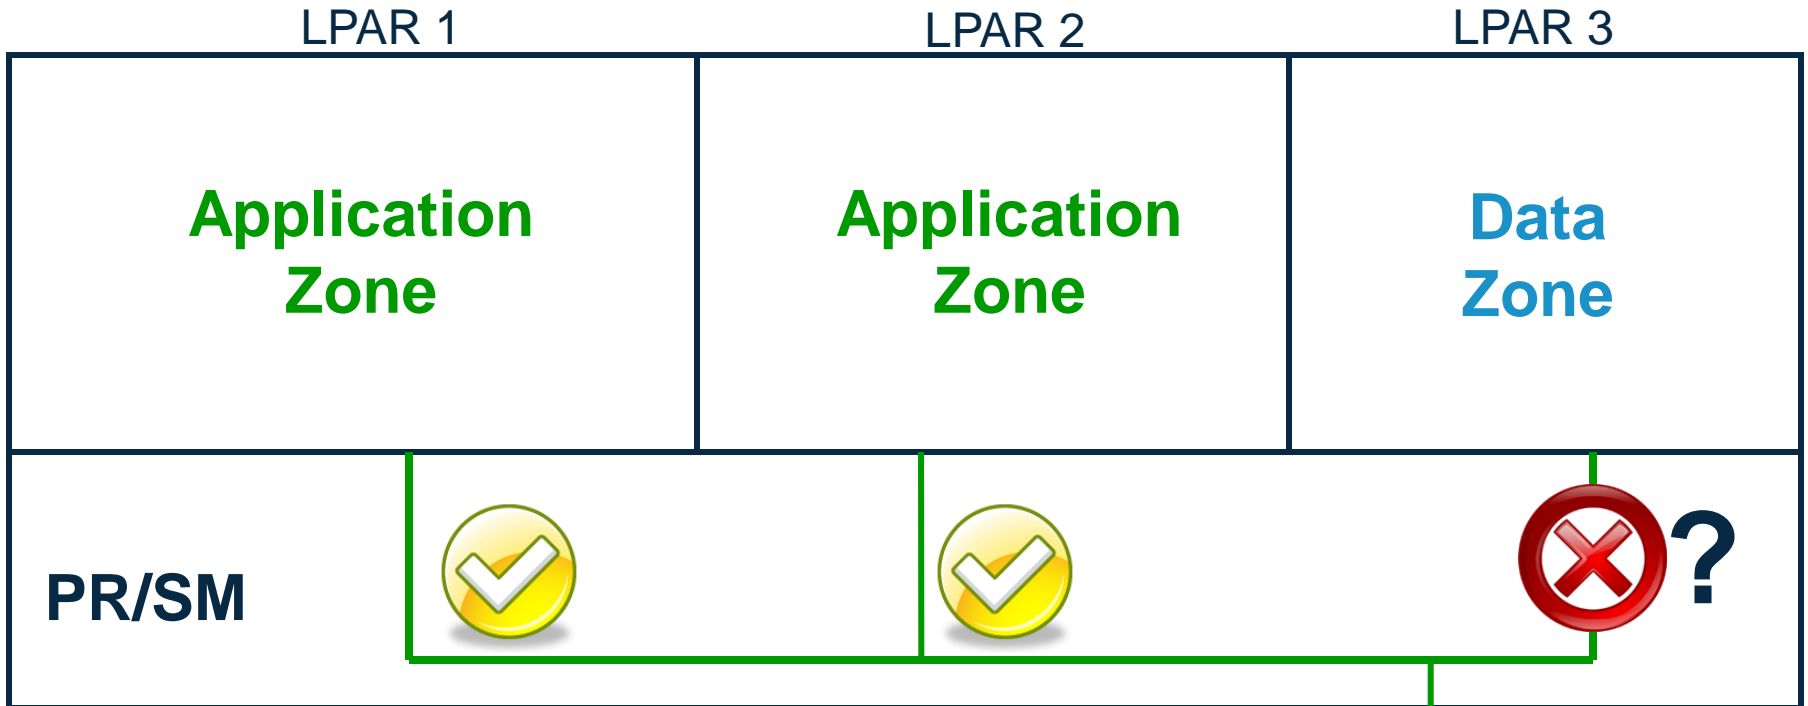 LPAR 1
LPAR 2
LPAR 3
Application
Zone
Application
Zone
Data
Zone
PR/SM
?